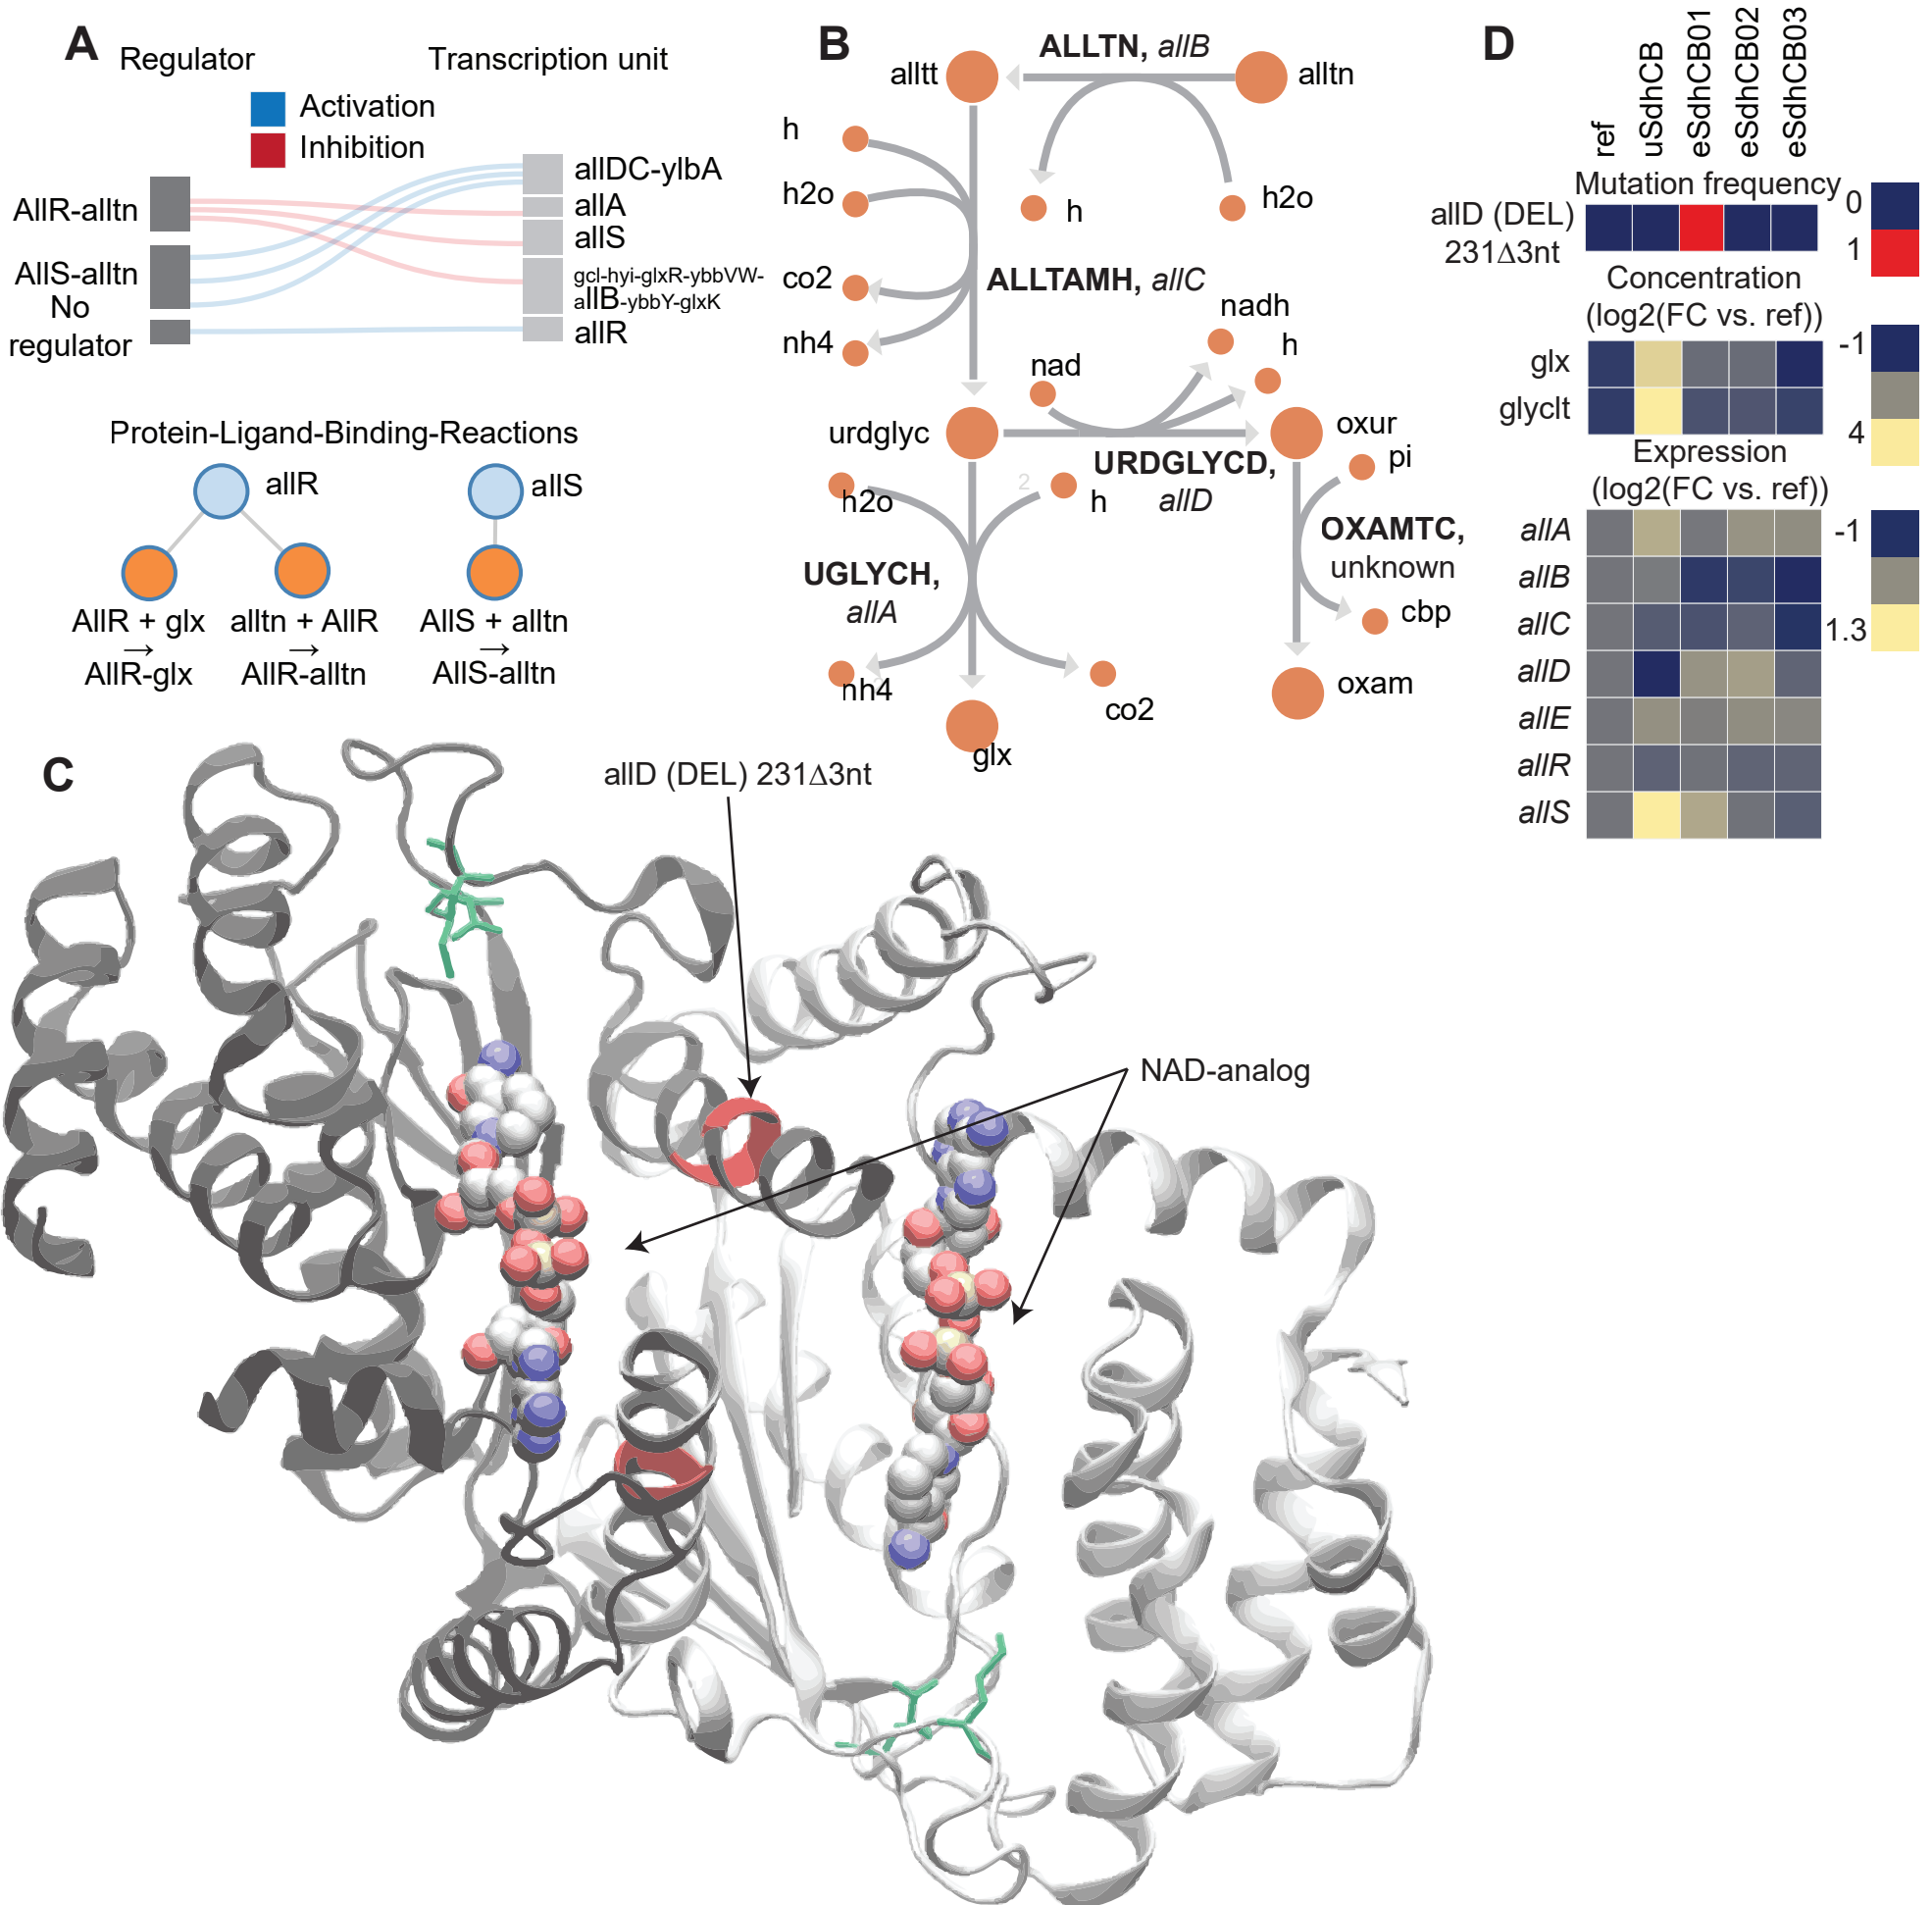 A
Regulator
Transcription unit
Activation
Inhibition
AllR-alltn
AllS-alltn
No
regulator
allDC-ylbA
allA
allS
gcl-hyi-glxR-ybbVW-
allB-ybbY-glxK
allR
Protein-Ligand-Binding-Reactions
allR
allS
AllR + glx
→
AllR-glx
alltn + AllR
→
AllR-alltn
AllS + alltn
→
AllS-alltn
B
alltt
ALLTN, allB
alltn
h
h2o
h
h2o
co2
nh4
ALLTAMH, allC
nadh
h
nad
urdglyc
oxur
pi
URDGLYCD,
allD
h2o
2
h
OXAMTC,
unknown
UGLYCH,
allA
cbp
nh4
2
co2
oxam
glx
C
allD (DEL) 231Δ3nt
NAD-analog
D
ref
uSdhCB
eSdhCB01
eSdhCB02
eSdhCB03
Mutation frequency
allD (DEL)
231Δ3nt
0
1
Concentration
(log2(FC vs. ref))
glx
glyclt
-1
4
Expression
(log2(FC vs. ref))
allA
allB
allC
allD
allE
allR
allS
-1
1.3